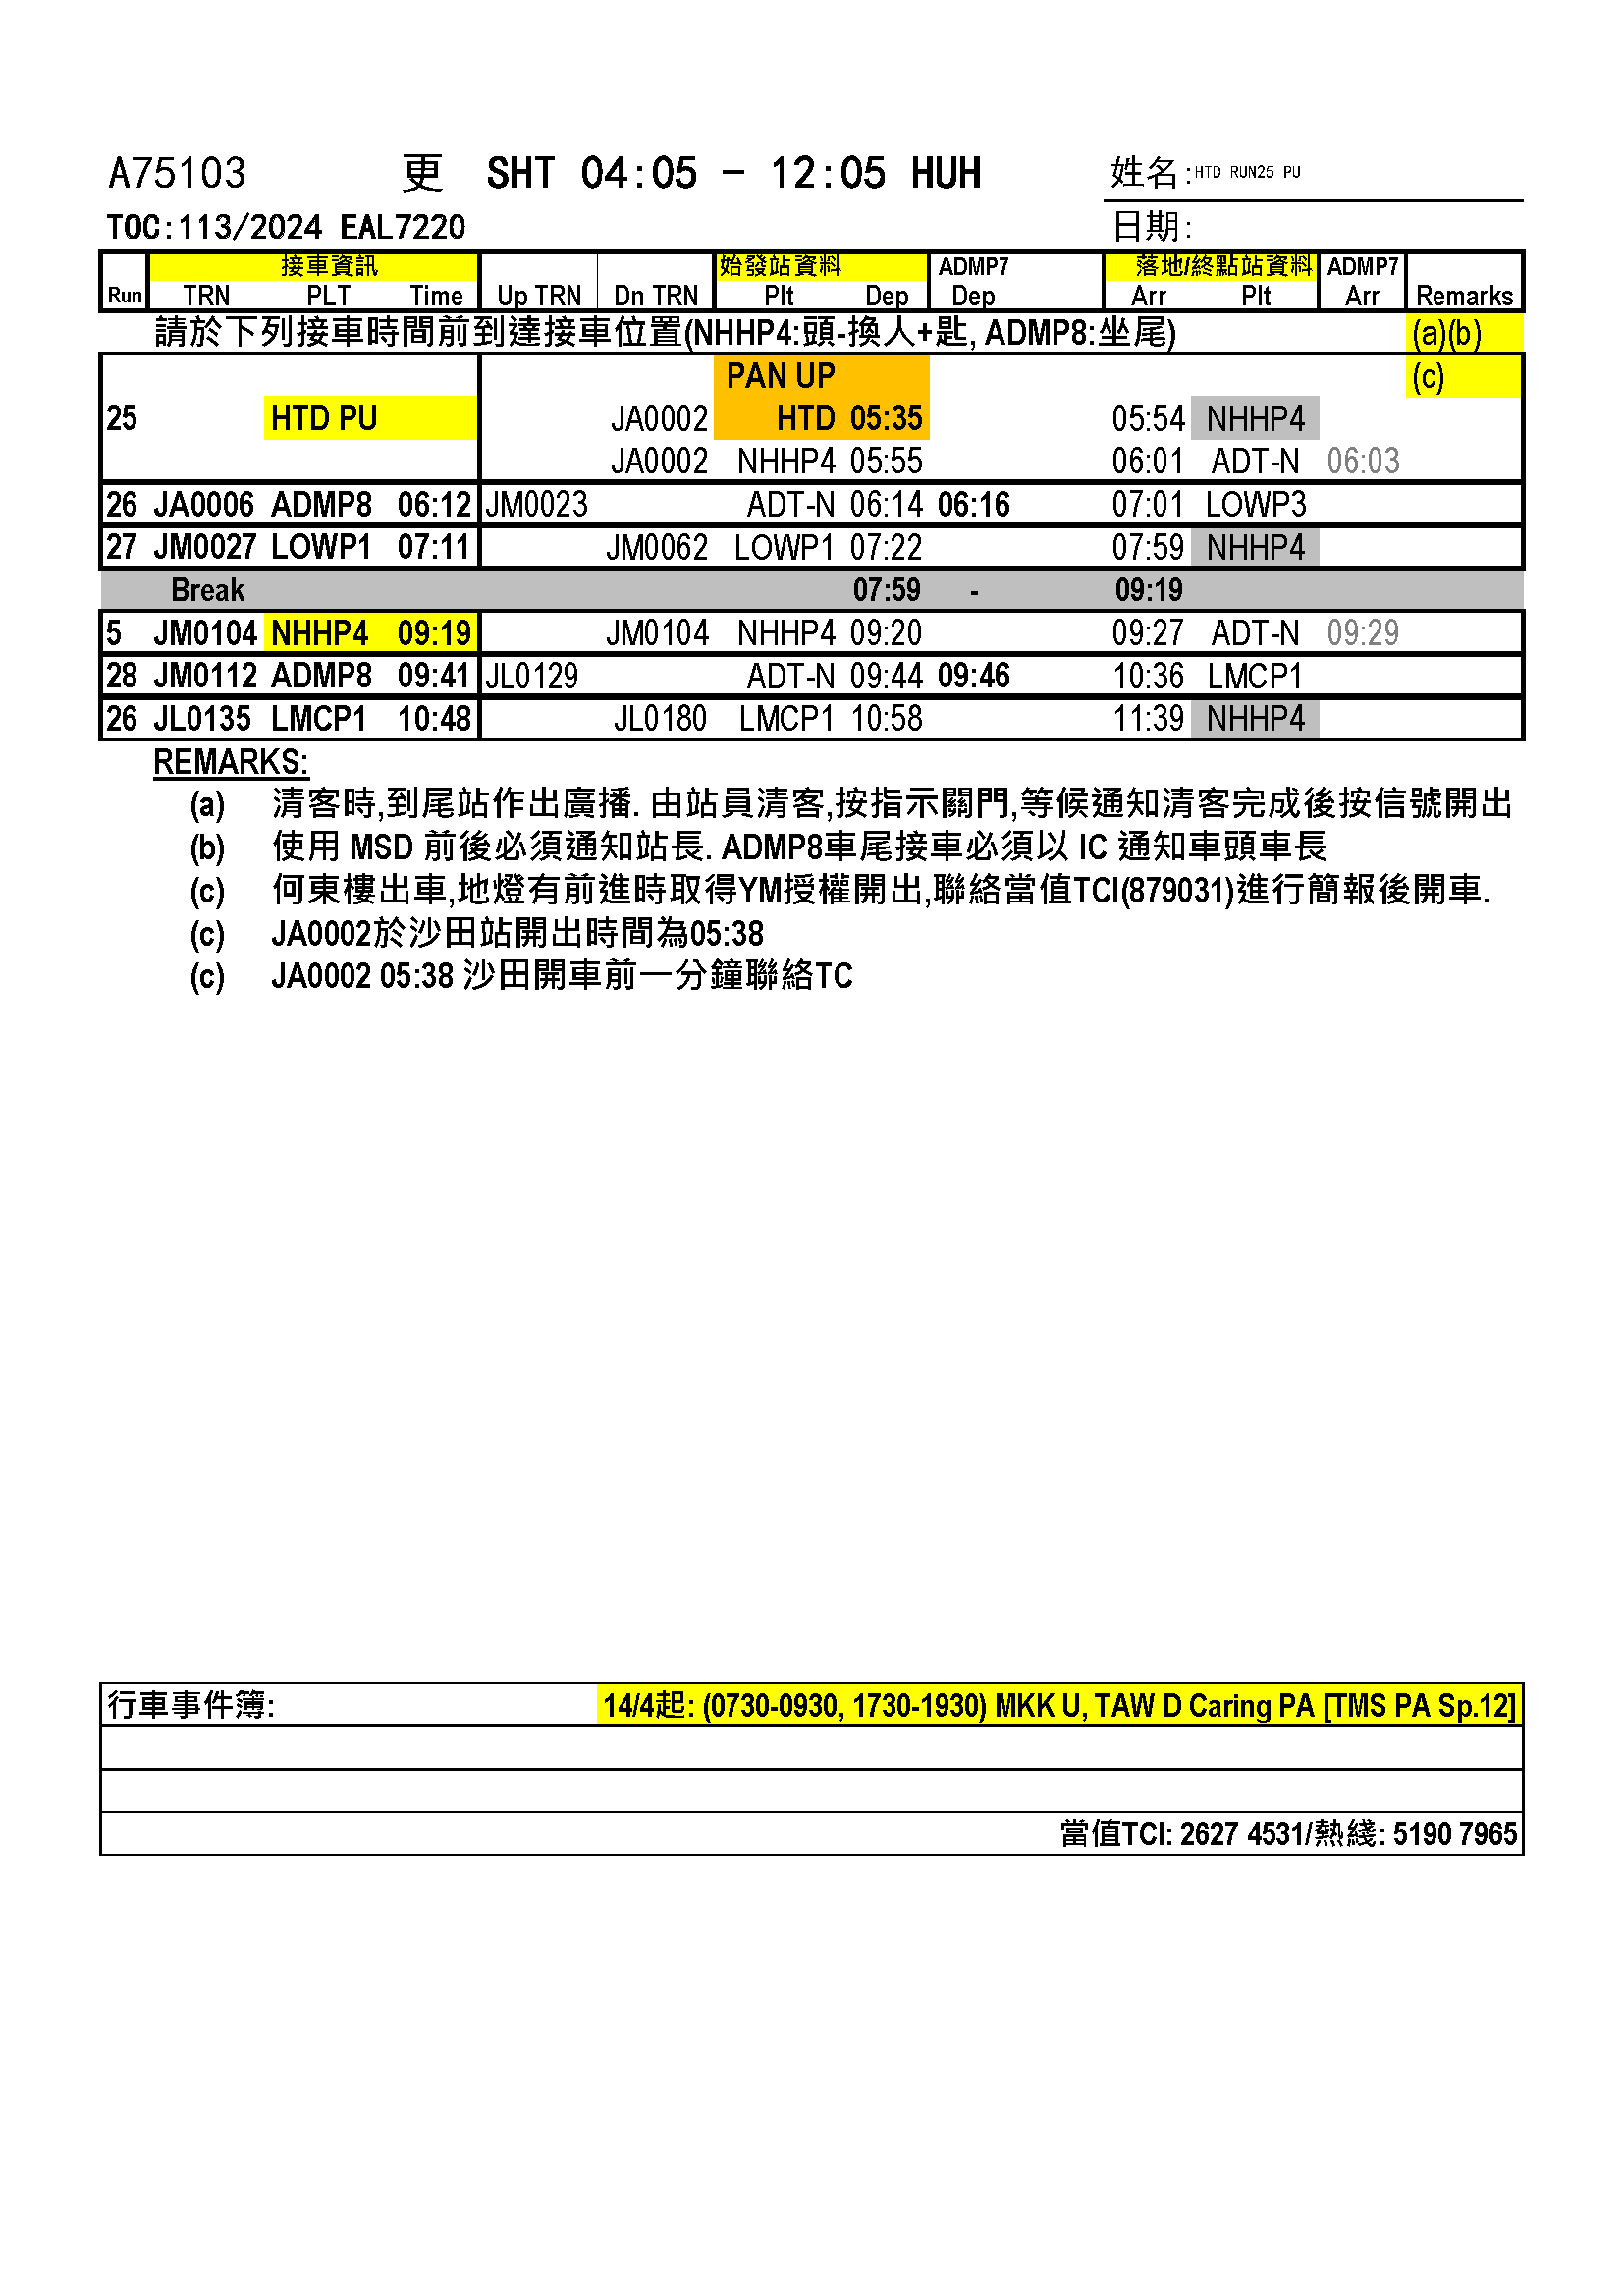 A75103 更 SHT 04:05 - 12:05 HUH 姓名:HTD RUN25 PU
TOC:113/2024 EAL7220 日期:
接車資訊 始發站資料 ADMP7 落地/終點站資料 ADMP7
Run TRN PLT Time Up TRN Dn TRN Plt Dep Dep Arr Plt Arr Remarks
請於下列接車時間前到達接車位置(NHHP4:頭-換人+匙, ADMP8:坐尾) (a)(b)
PAN UP (c)
25 HTD PU JA0002 HTD 05:35 05:54 NHHP4
JA0002 NHHP4 05:55 06:01 ADT-N 06:03
26 JA0006 ADMP8 06:12 JM0023 ADT-N 06:14 06:16 07:01 LOWP3
27 JM0027 LOWP1 07:11 JM0062 LOWP1 07:22 07:59 NHHP4
Break 07:59 - 09:19
5 JM0104 NHHP4 09:19 JM0104 NHHP4 09:20 09:27 ADT-N 09:29
28 JM0112 ADMP8 09:41 JL0129 ADT-N 09:44 09:46 10:36 LMCP1
26 JL0135 LMCP1 10:48 JL0180 LMCP1 10:58 11:39 NHHP4
REMARKS:
(a) 清客時,到尾站作出廣播. 由站員清客,按指示關門,等候通知清客完成後按信號開出
(b) 使用 MSD 前後必須通知站長. ADMP8車尾接車必須以 IC 通知車頭車長
(c) 何東樓出車,地燈有前進時取得YM授權開出,聯絡當值TCI(879031)進行簡報後開車.
(c) JA0002於沙田站開出時間為05:38
(c) JA0002 05:38 沙田開車前一分鐘聯絡TC
行車事件簿: 14/4起: (0730-0930, 1730-1930) MKK U, TAW D Caring PA [TMS PA Sp.12]
當值TCI: 2627 4531/熱綫: 5190 7965